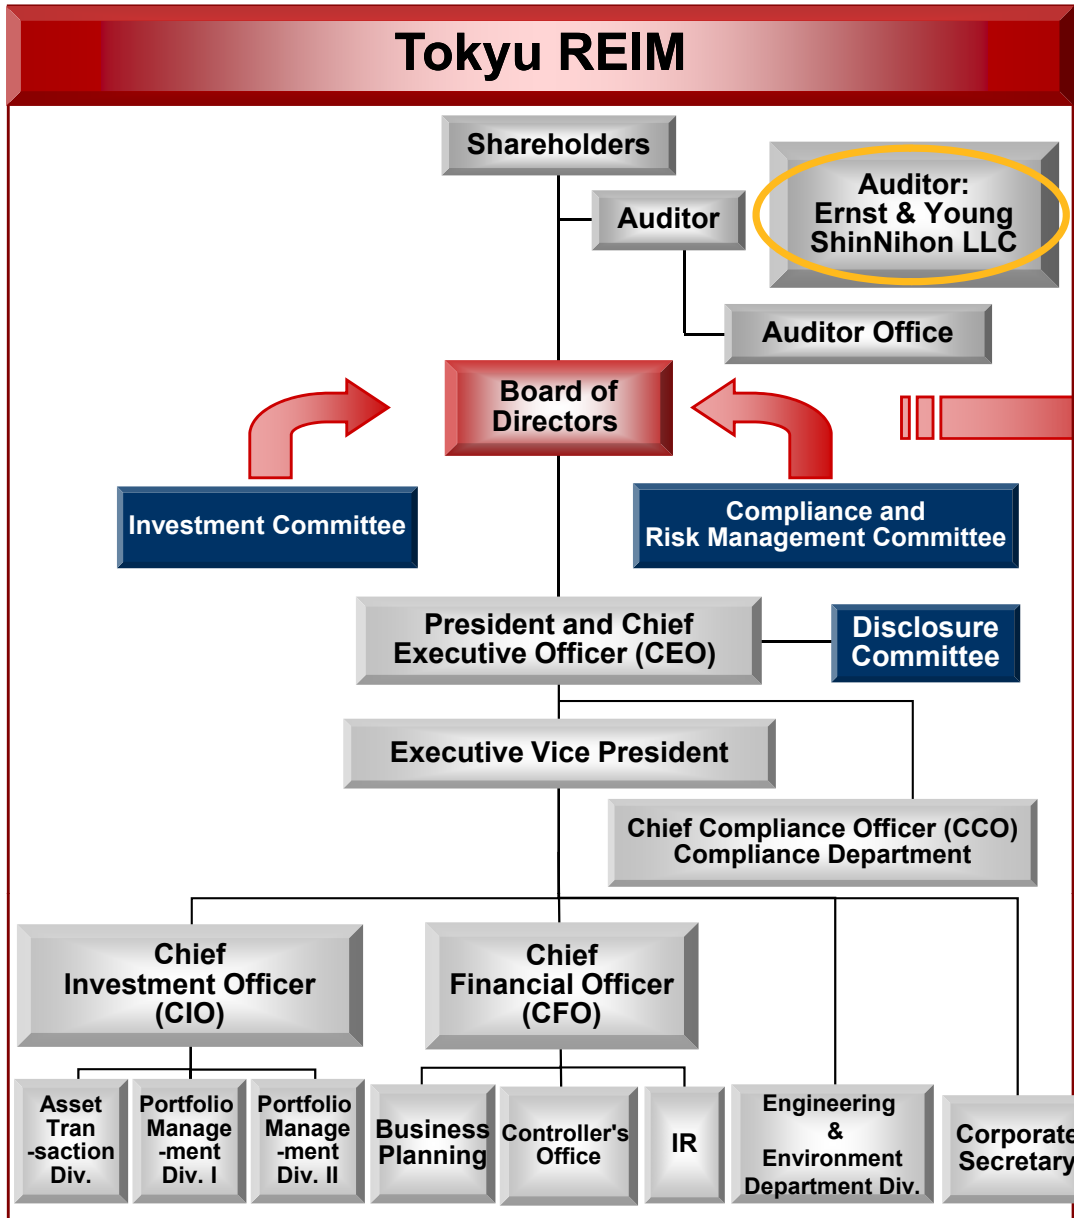 Tokyu REIM
Shareholders
Auditor
Auditor:
Ernst & Young
ShinNihon LLC
Auditor Office
Board of
Directors
Investment Committee
Compliance and
Risk Management Committee
President and Chief
Executive Officer (CEO)
Disclosure
Committee
Executive Vice President
Chief Compliance Officer (CCO)
Compliance Department
Chief
Investment Officer
(CIO)
Chief
Financial Officer
(CFO)
Asset
Tran
-saction
Div.
Portfolio
Manage
-ment
Div. I
Portfolio
Manage
-ment
Div. II
Business
Planning
Controller's
Office
IR
Engineering
&
Environment
Department Div.
Corporate
Secretary